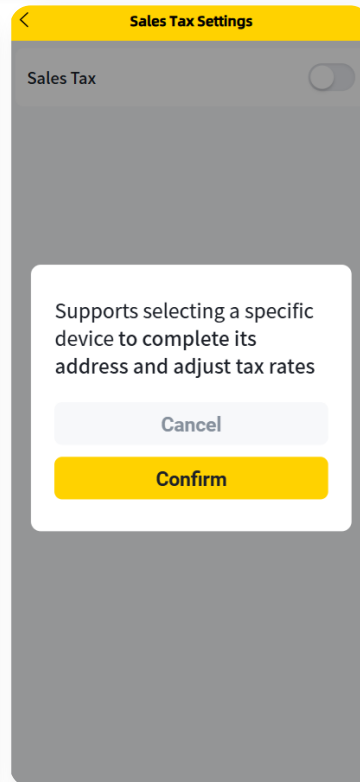 Sales Tax Settings
Sales Tax
Supports selecting a specific
device to complete its
address and adjust tax rates
Cancel
Confirm